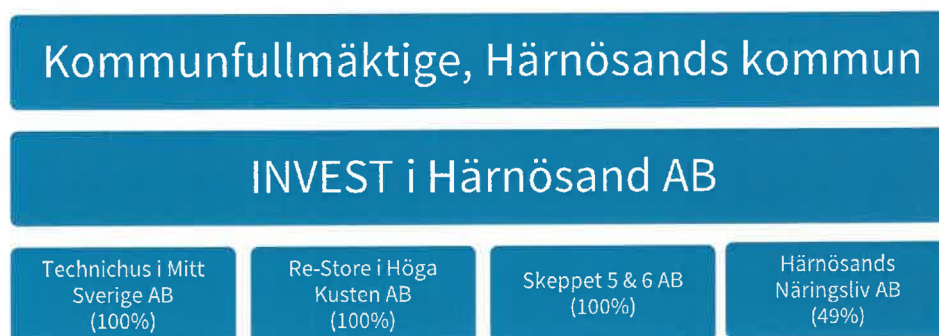 Kommunfullmäktige, Härnösands kommun
INVEST i Härnösand AB
Technichus i Mitt
Sverige AB
(100%)
Re-Store i Höga
Kusten AB
(100%)
Skeppet 5 & 6 AB
(100%)
Härnösands
Näringsliv AB
(49%)